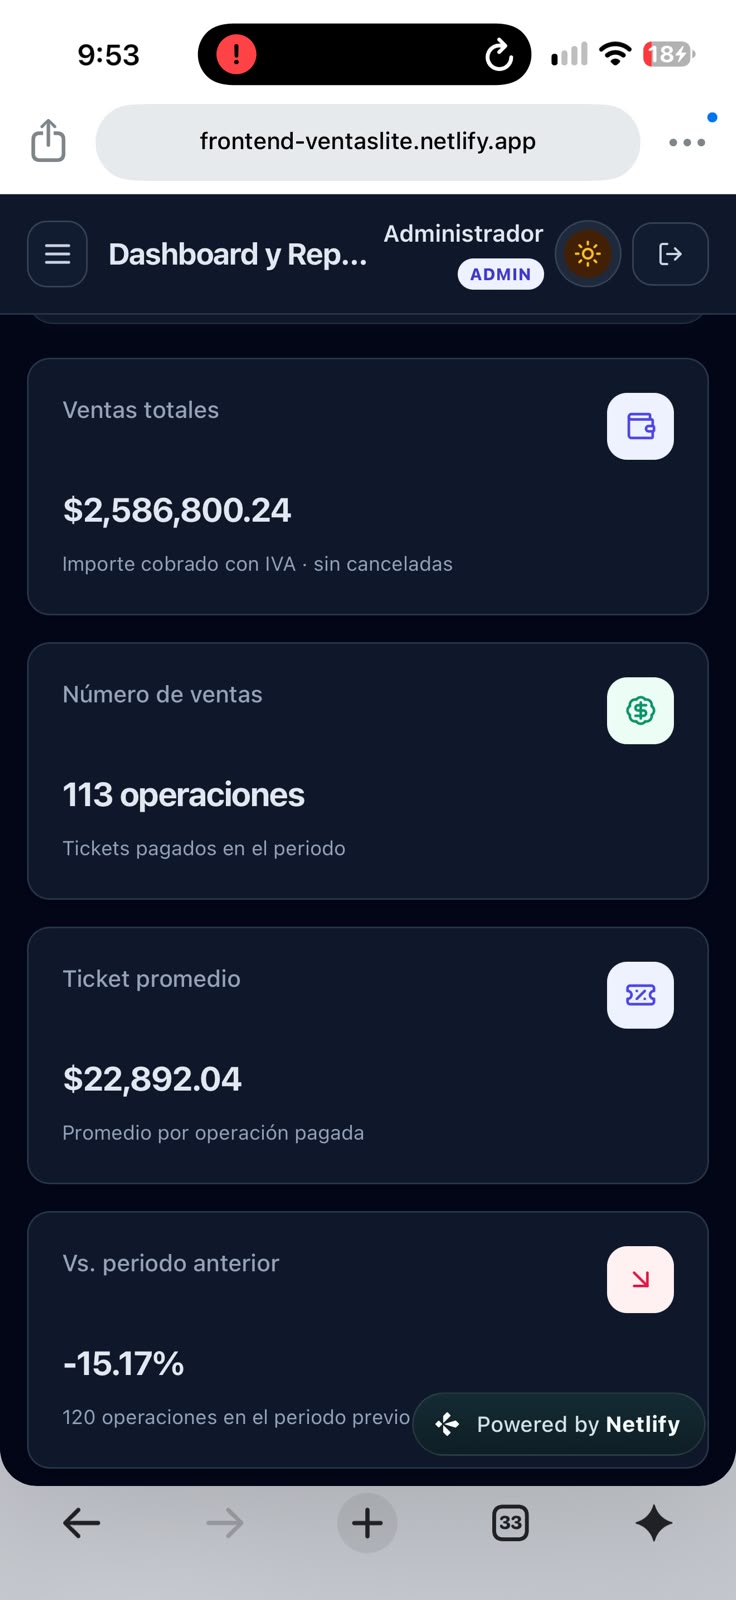 9:53
18
frontend-ventaslite.netlify.app
Administrador
Dashboard y Rep...
ADMIN
Ventas totales
$2,586,800.24
Importe cobrado con IVA · sin canceladas
Número de ventas
113 operaciones
Tickets pagados en el periodo
Ticket promedio
$22,892.04
Promedio por operación pagada
Vs. periodo anterior
-15.17%
120 operaciones en el periodo previo
Powered by Netlify
33